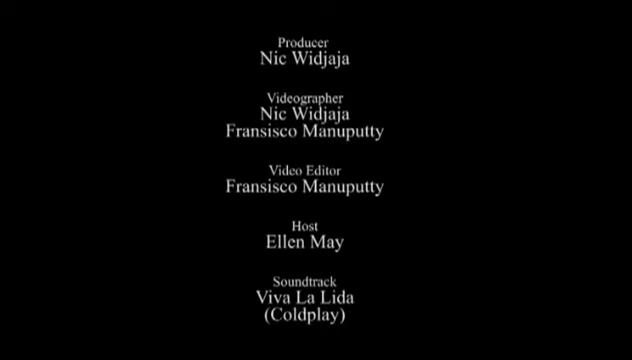 Producer
Nic Widjaja
Videographer
Nic Widjaja
Fransisco Manuputty
Video Editor
Fransisco Manuputty
Host
Ellen May
Soundtrack
Viva La Lida
(Coldplay)